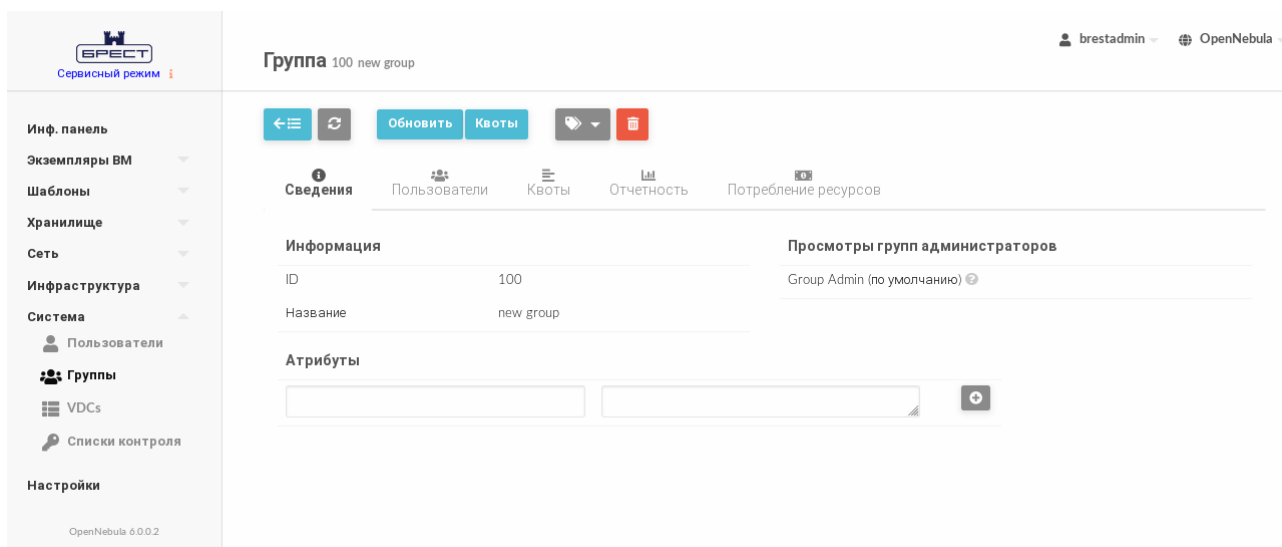 БРЕСТ
Сервисный режим
Группа 100 new group
brestadmin
OpenNebula
Инф. панель
Экземпляры ВМ
Шаблоны
Хранилище
Сеть
Инфраструктура
Система
Пользователи
Группы
VDCs
Списки контроля
Настройки
OpenNebula 6.0.0.2
Обновить Квоты
Сведения Пользователи Квоты Отчетность Потребление ресурсов
Информация
ID 100
Название new group
Просмотры групп администраторов
Group Admin (по умолчанию)
Атрибуты